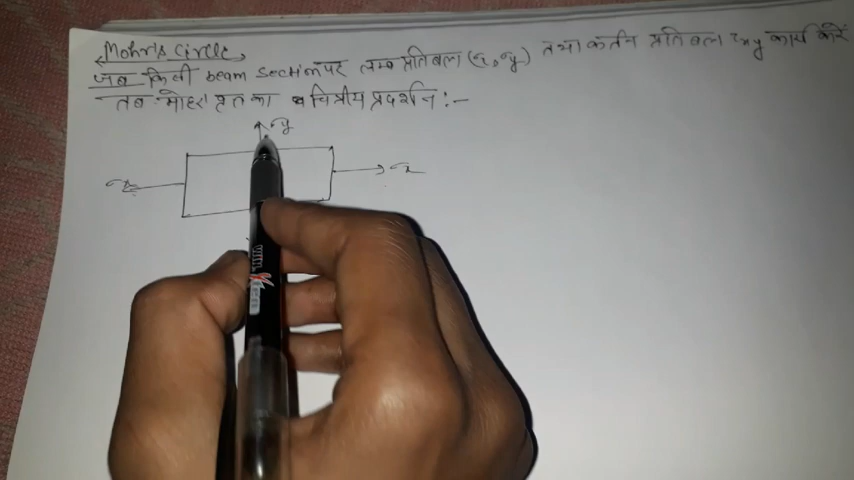 Mohr's Circle
जब किसी beam section पर लम्ब प्रतिबल (σx, σy) तथा कर्तन प्रतिबल τxy कार्य करें
तब मोहर वृत का चित्रीय प्रदर्शन :-
σy
σx
σx